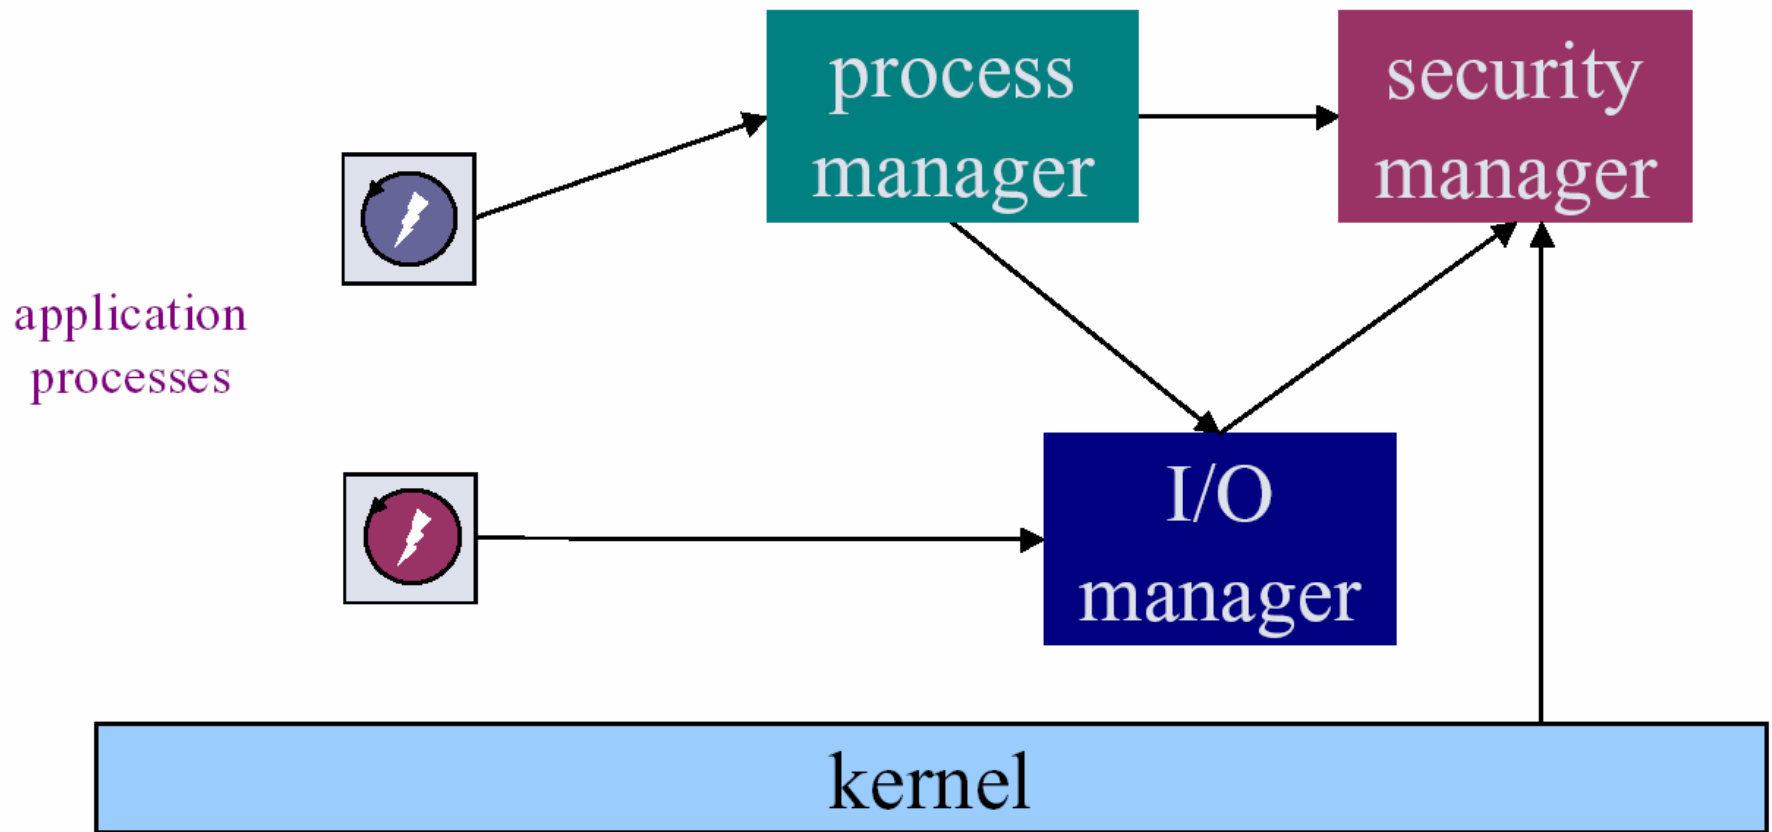 process
manager
security
manager
application
processes
I/O
manager
kernel